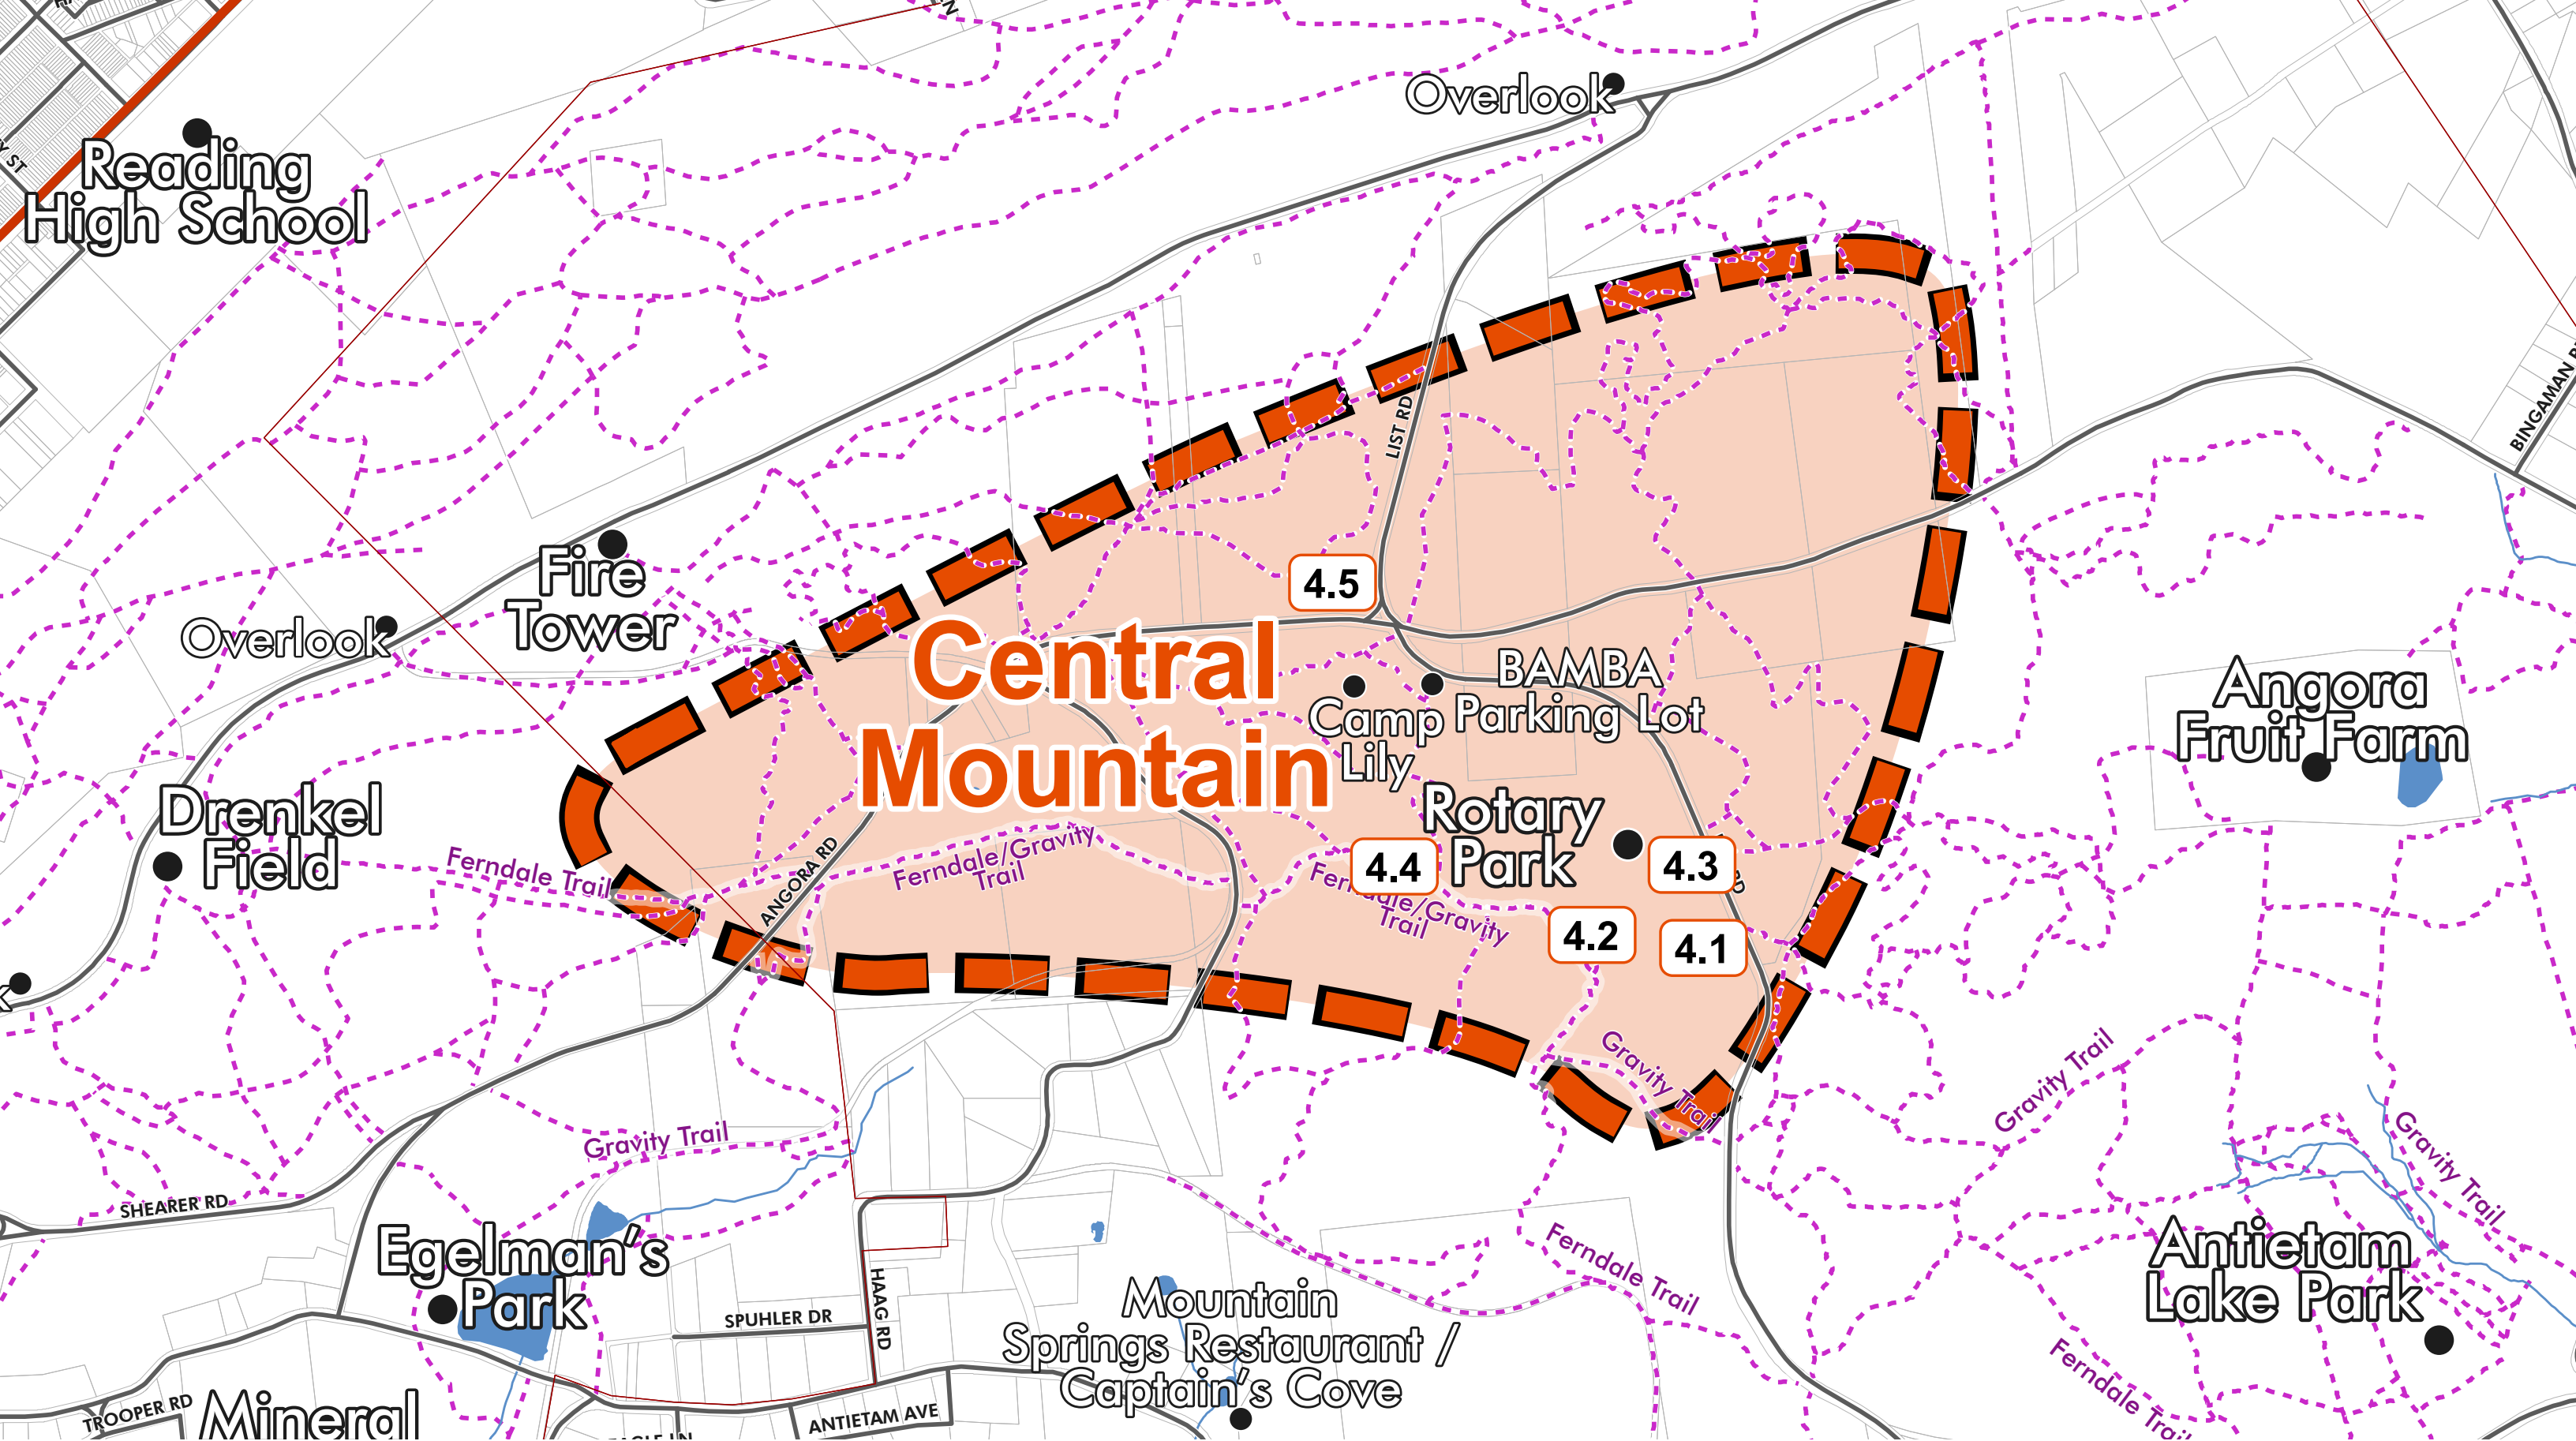 Overlook
Reading
High School
LIST RD
BINGAMAN
4.5
Fire
Tower
Overlook
Central
Mountain
BAMBA
Parking Lot
Camp
Lily
Angora
Fruit Farm
Drenkel
Field
Rotary
Park
4.4
4.3
4.2
4.1
RD
ANGORA RD
Ferndale Trail
Ferndale/Gravity
Trail
Ferndale/Gravity
Trail
Gravity Trail
Gravity Trail
Gravity Trail
Gravity Trail
SHEARER RD
Egelman's
Park
Ferndale Trail
Antietam
Lake Park
HAAG RD
SPUHLER DR
Mountain
Springs Restaurant /
Captain's Cove
Ferndale Trail
TROOPER RD
Mineral
ANTIETAM AVE